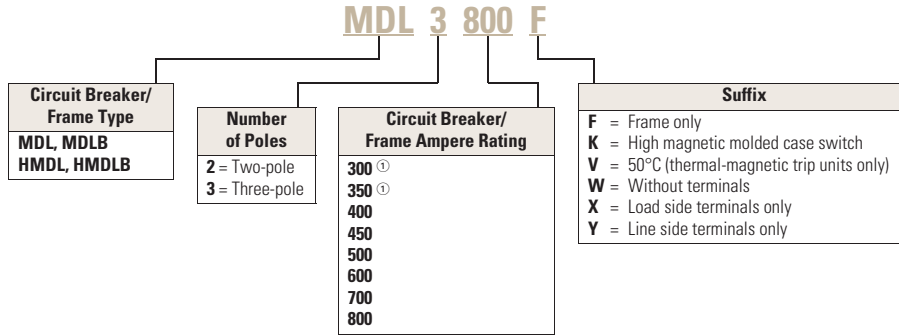 MDL 3 800 F
Circuit Breaker/
Frame Type
MDL, MDLB
HMDL, HMDLB
Number
of Poles
2 = Two-pole
3 = Three-pole
Circuit Breaker/
Frame Ampere Rating
300 ①
350 ①
400
450
500
600
700
800
Suffix
F = Frame only
K = High magnetic molded case switch
V = 50°C (thermal-magnetic trip units only)
W = Without terminals
X = Load side terminals only
Y = Line side terminals only